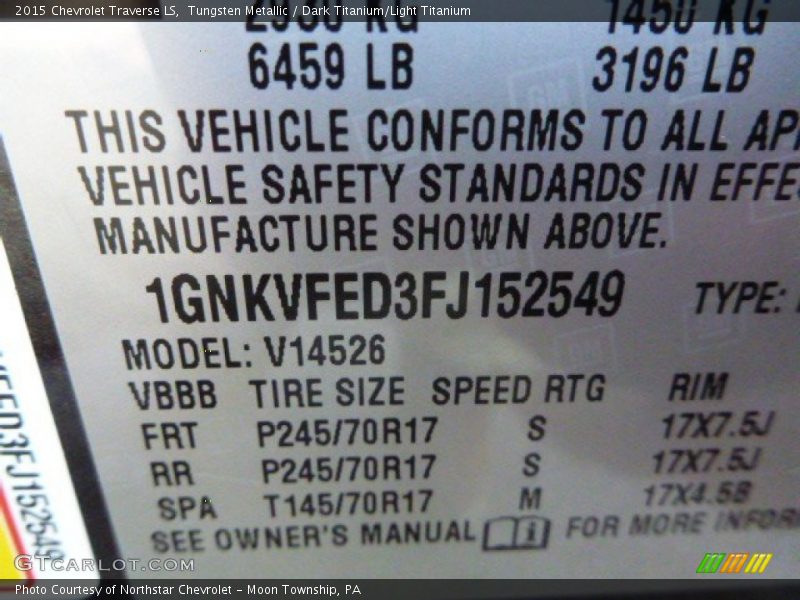 2015 Chevrolet Traverse LS, Tungsten Metallic / Dark Titanium/Light Titanium
1450 KG
6459 LB 3196 LB
THIS VEHICLE CONFORMS TO ALL
VEHICLE SAFETY STANDARDS IN
MANUFACTURE SHOWN ABOVE.
1GNKVFED3FJ152549 TYPE:
MODEL: V14526
VBBB TIRE SIZE SPEED RTG RIM
FRT P245/70R17 S 17X7.5J
RR P245/70R17 S 17X7.5J
SPA T145/70R17 M 17X4.5B
SEE OWNER'S MANUAL i FOR MORE
GTCarLot.com
Photo Courtesy of Northstar Chevrolet - Moon Township, PA